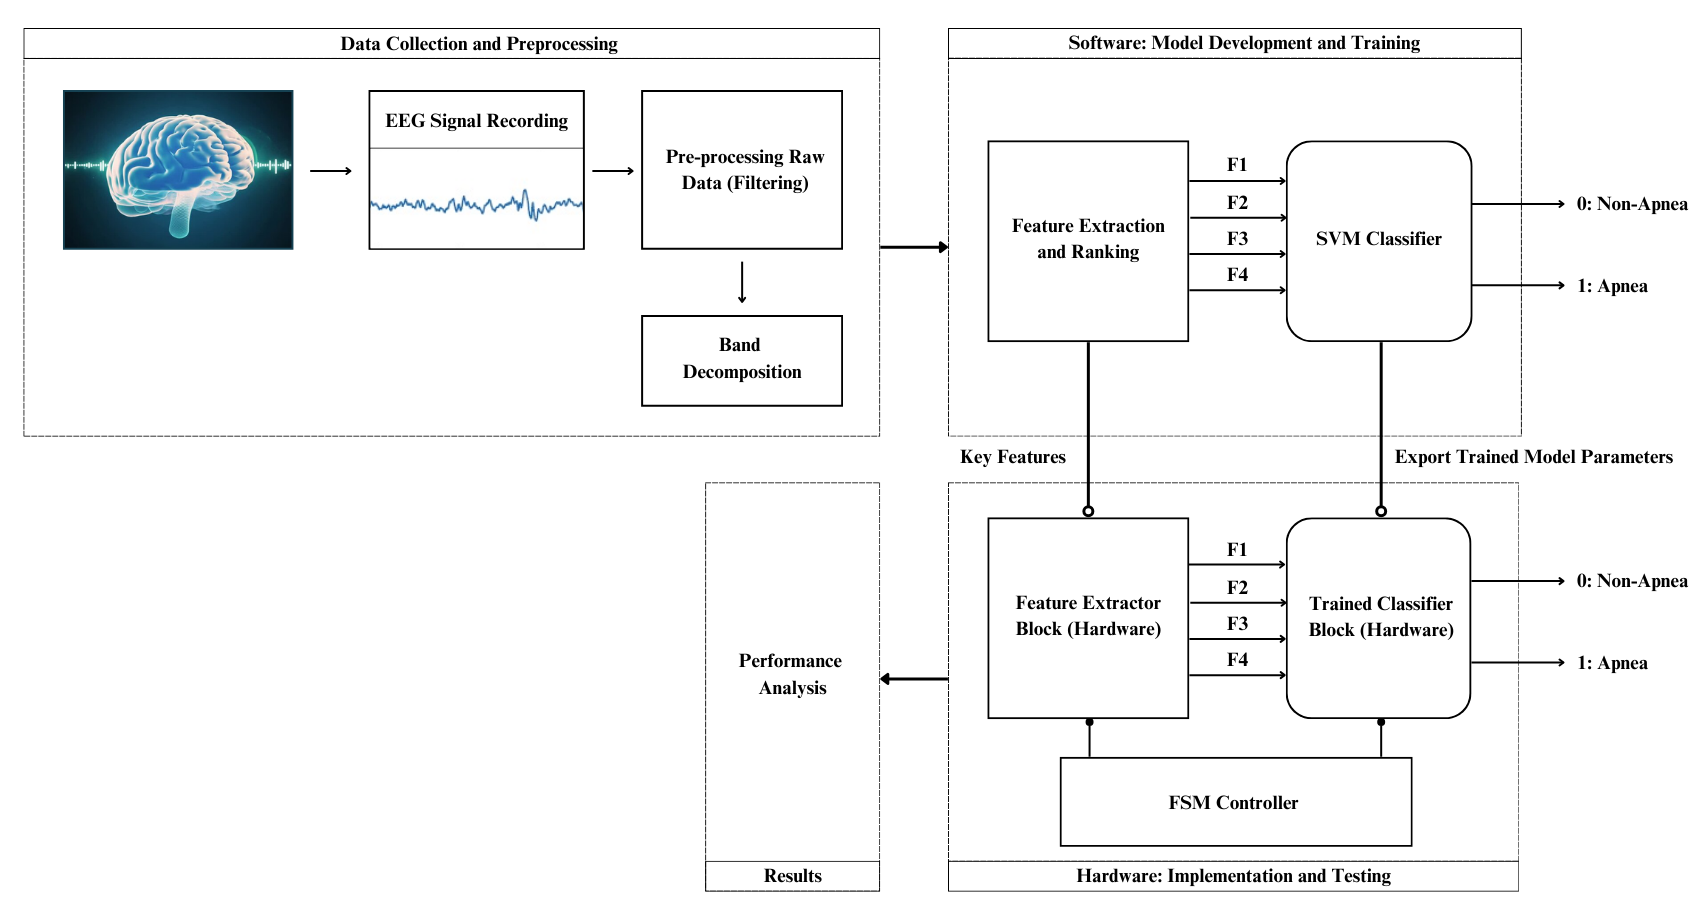 Data Collection and Preprocessing
EEG Signal Recording
Pre-processing Raw
Data (Filtering)
Band
Decomposition
Software: Model Development and Training
Feature Extraction
and Ranking
F1
F2
F3
F4
SVM Classifier
0: Non-Apnea
1: Apnea
Key Features
Export Trained Model Parameters
Feature Extractor
Block (Hardware)
F1
F2
F3
F4
Trained Classifier
Block (Hardware)
0: Non-Apnea
1: Apnea
FSM Controller
Hardware: Implementation and Testing
Performance
Analysis
Results